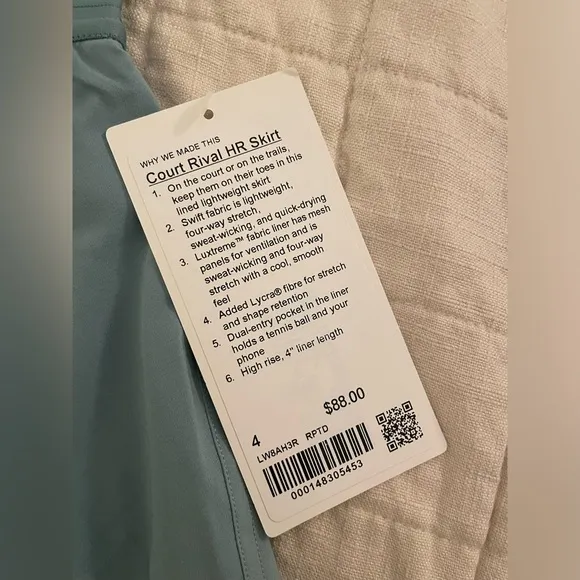 WHY WE MADE THIS
Court Rival HR Skirt
1. On the court or on the trails,
keep them on their toes in this
lined lightweight skirt
2. Swift fabric is lightweight,
four-way stretch,
sweat-wicking, and quick-drying
3. Luxtreme™ fabric liner has mesh
panels for ventilation and is
sweat-wicking and four-way
stretch with a cool, smooth
feel
4. Added Lycra® fibre for stretch
and shape retention
5. Dual-entry pocket in the liner
holds a tennis ball and your
phone
6. High rise, 4" liner length
$88.00
4
LW8AH3R RPTD
000148305453